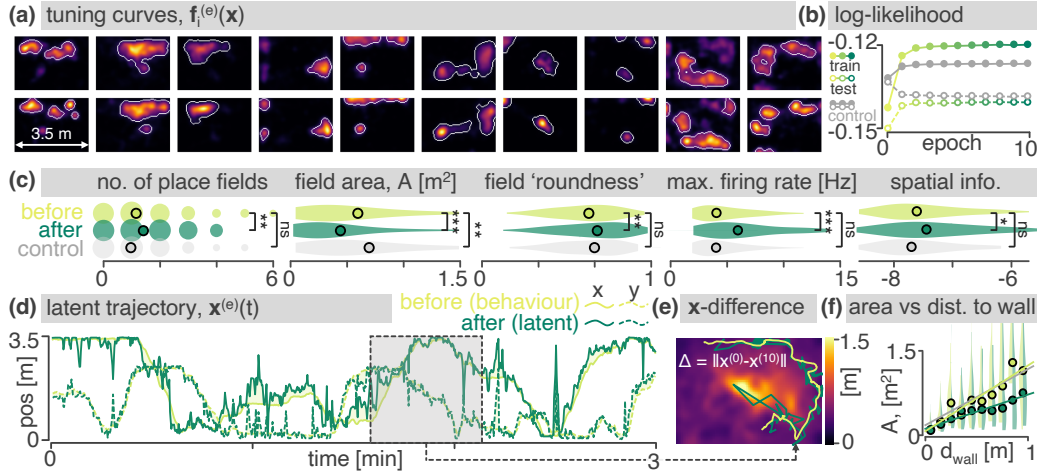 (a) tuning curves, fᵢ⁽ᵉ⁾(x)
3.5 m
(b) log-likelihood
-0.12
train
test
control
-0.15
0 epoch 10
(c) no. of place fields
field area, A [m²]
field ‘roundness’
max. firing rate [Hz]
spatial info.
before
after
control
** ns
*** ** 
** ns
*** ns
* ns
0 6
0 1.5
0 1
0 15
-8 -6
(d) latent trajectory, x⁽ᵉ⁾(t)
x y
before (behaviour)
after (latent)
3.5
pos [m]
0
0 time [min] 3
(e) x-difference
Δ = ||x⁽⁰⁾-x⁽¹⁰⁾||
1.5
[m]
0
(f) area vs dist. to wall
1.5
A, [m²]
0
0 d_wall [m] 1